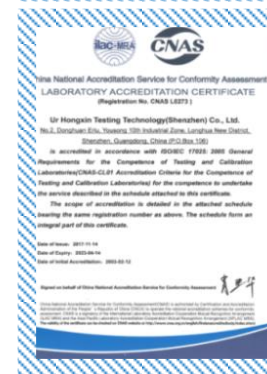 ilac-MRA
CNAS
hina National Accreditation Service for Conformity Assessment
LABORATORY ACCREDITATION CERTIFICATE
(Registration No. CNAS L0273 )
Ur Hongxin Testing Technology(Shenzhen) Co., Ltd.
No.2, Donghuan Erlu, Yousong 10th Industrial Zone, Longhua New District,
Shenzhen, Guangdong, China (P.O.Box 106)
is accredited in accordance with ISO/IEC 17025: 2005 General
Requirements for the Competence of Testing and Calibration
Laboratories(CNAS-CL01 Accreditation Criteria for the Competence of
Testing and Calibration Laboratories) for the competence to undertake
the service described in the schedule attached to this certificate.
The scope of accreditation is detailed in the attached schedule
bearing the same registration number as above. The schedule form an
integral part of this certificate.
Date of Issue: 2017-11-14
Date of Expiry:
Date of Initial Accreditation:
Signed on behalf of China National Accreditation Service for Conformity Assessment